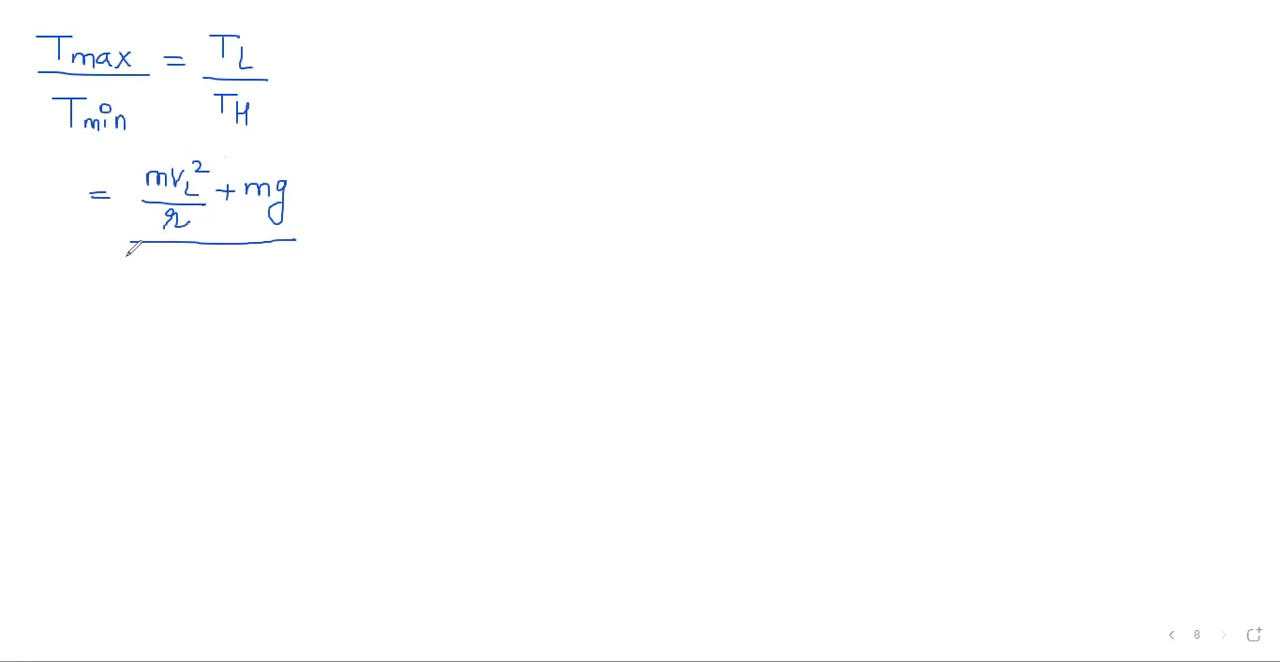 Tmax / Tmin = TL / TH
= mvL² / r + mg
8